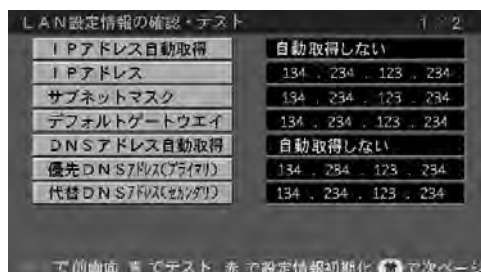 LAN設定情報の確認・テスト 1/2
IPアドレス自動取得 自動取得しない
IPアドレス 134 . 234 . 123 . 234
サブネットマスク 134 . 234 . 123 . 234
デフォルトゲートウエイ 134 . 234 . 123 . 234
DNSアドレス自動取得 自動取得しない
優先DNSアドレス(プライマリ) 134 . 234 . 123 . 234
代替DNSアドレス(セカンダリ) 134 . 234 . 123 . 234
で前画面 青 でテスト 赤 で設定情報初期化 で次ページ